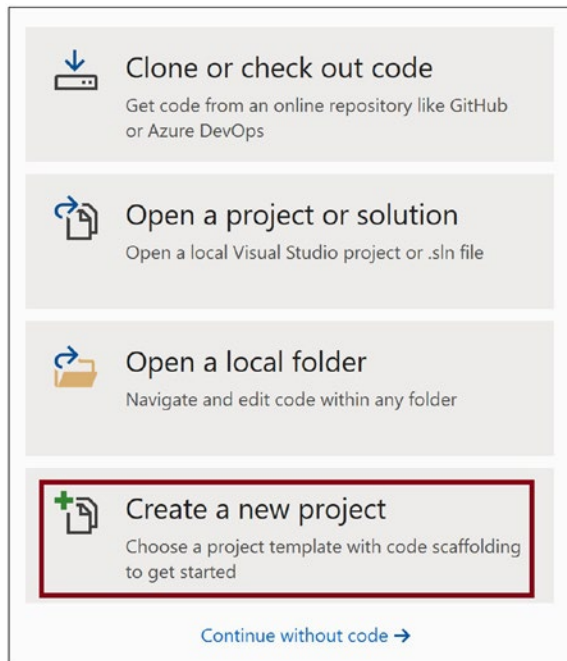 Clone or check out code
Get code from an online repository like GitHub
or Azure DevOps
Open a project or solution
Open a local Visual Studio project or .sln file
Open a local folder
Navigate and edit code within any folder
Create a new project
Choose a project template with code scaffolding
to get started
Continue without code →